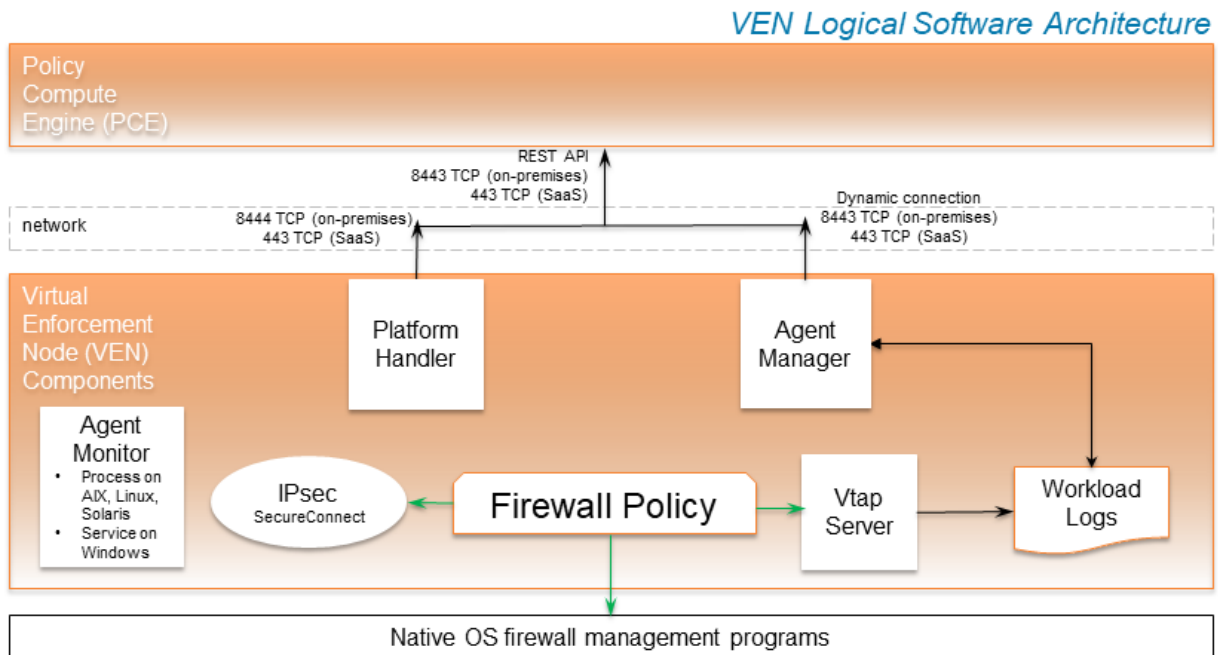 VEN Logical Software Architecture
Policy
Compute
Engine (PCE)
REST API
8443 TCP (on-premises)
443 TCP (SaaS)
network
8444 TCP (on-premises)
443 TCP (SaaS)
Dynamic connection
8443 TCP (on-premises)
443 TCP (SaaS)
Virtual
Enforcement
Node (VEN)
Components
Platform
Handler
Agent
Manager
Agent
Monitor
• Process on
AIX, Linux,
Solaris
• Service on
Windows
IPsec
SecureConnect
Firewall Policy
Vtap
Server
Workload
Logs
Native OS firewall management programs